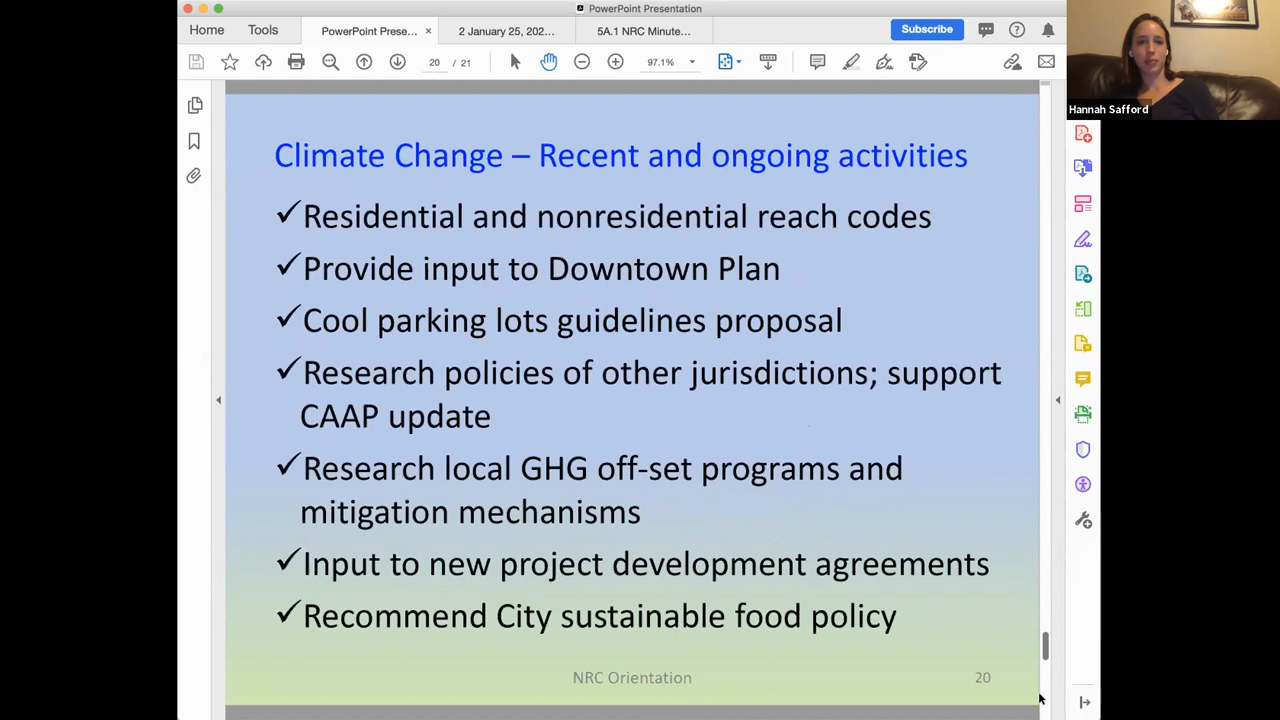 PowerPoint Presentation
Home
Tools
PowerPoint Prese...
×
2 January 25, 202...
5A.1 NRC Minute...
Subscribe
20 / 21
97.1%
Hannah Safford
Climate Change – Recent and ongoing activities
✓Residential and nonresidential reach codes
✓Provide input to Downtown Plan
✓Cool parking lots guidelines proposal
✓Research policies of other jurisdictions; support
CAAP update
✓Research local GHG off-set programs and
mitigation mechanisms
✓Input to new project development agreements
✓Recommend City sustainable food policy
NRC Orientation
20